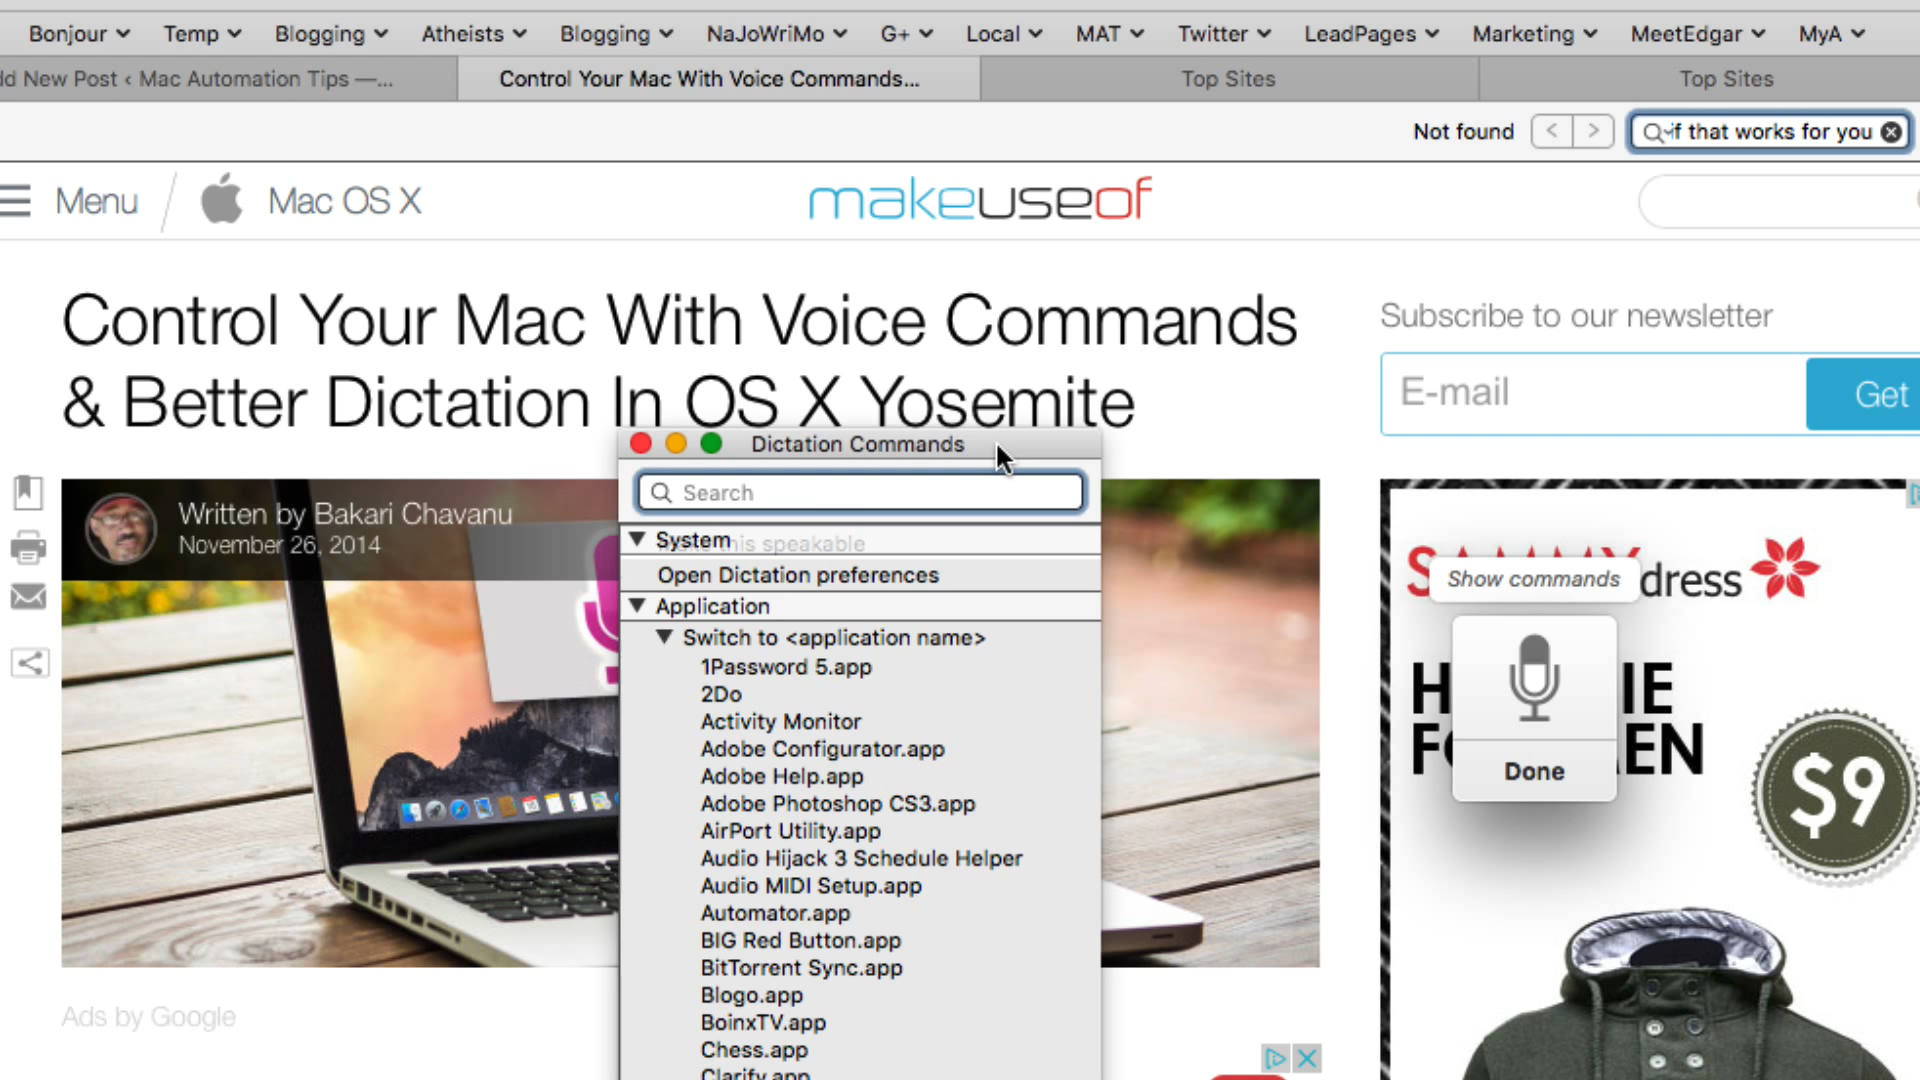 Bonjour Temp Blogging Atheists Blogging NaJoWriMo G+ Local MAT Twitter LeadPages Marketing MeetEdgar MyA
dd New Post ‹ Mac Automation Tips —...
Control Your Mac With Voice Commands...
Top Sites
Top Sites
Not found
if that works for you
Menu
Mac OS X
makeuseof
Control Your Mac With Voice Commands
& Better Dictation In OS X Yosemite
Subscribe to our newsletter
E-mail
Get
Written by Bakari Chavanu
November 26, 2014
Dictation Commands
Search
System
this speakable
Open Dictation preferences
Application
Switch to <application name>
1Password 5.app
2Do
Activity Monitor
Adobe Configurator.app
Adobe Help.app
Adobe Photoshop CS3.app
AirPort Utility.app
Audio Hijack 3 Schedule Helper
Audio MIDI Setup.app
Automator.app
BIG Red Button.app
BitTorrent Sync.app
Blogo.app
BoinxTV.app
Chess.app
Clarify.app
Show commands
dress
Done
$9
Ads by Google